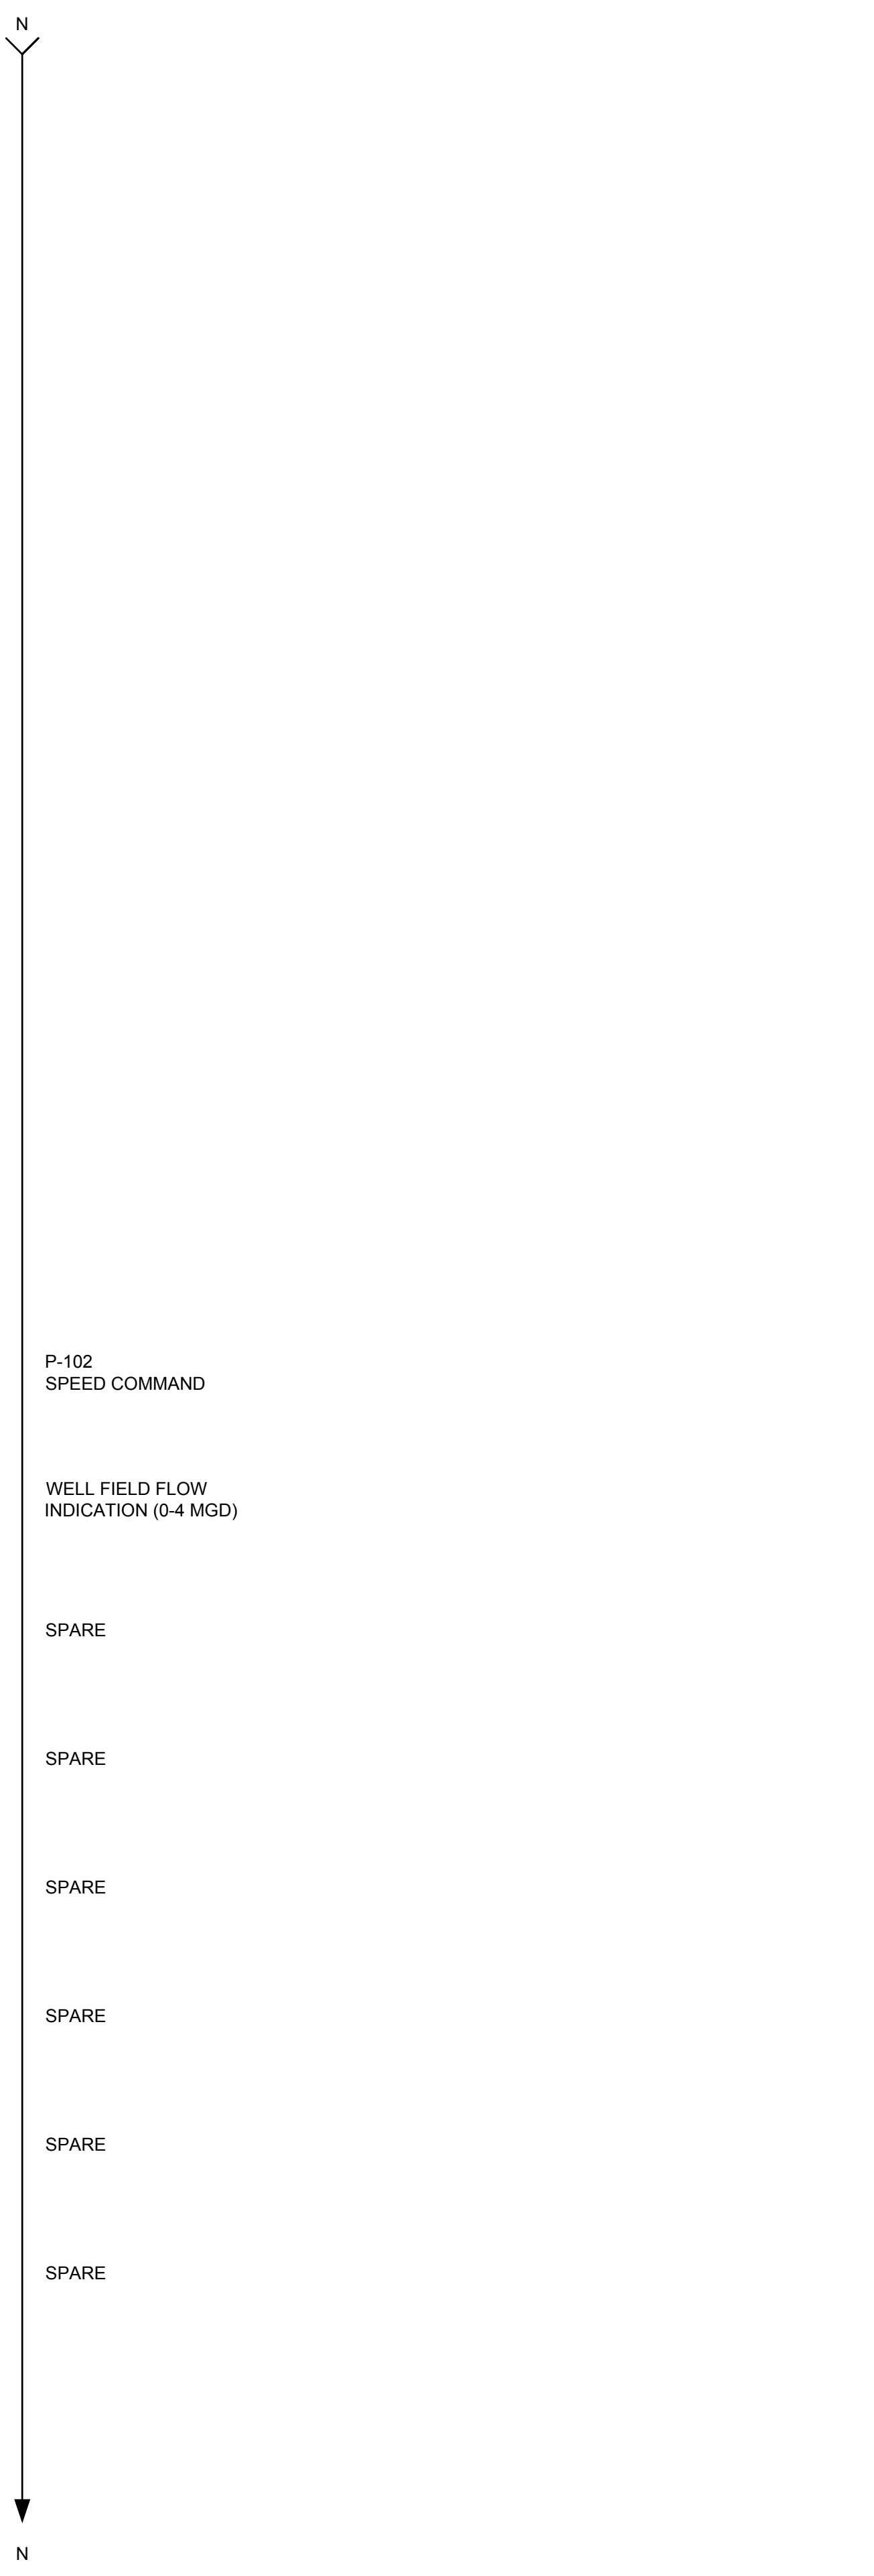 N
P-102
SPEED COMMAND
WELL FIELD FLOW
INDICATION (0-4 MGD)
SPARE
SPARE
SPARE
SPARE
SPARE
SPARE
N